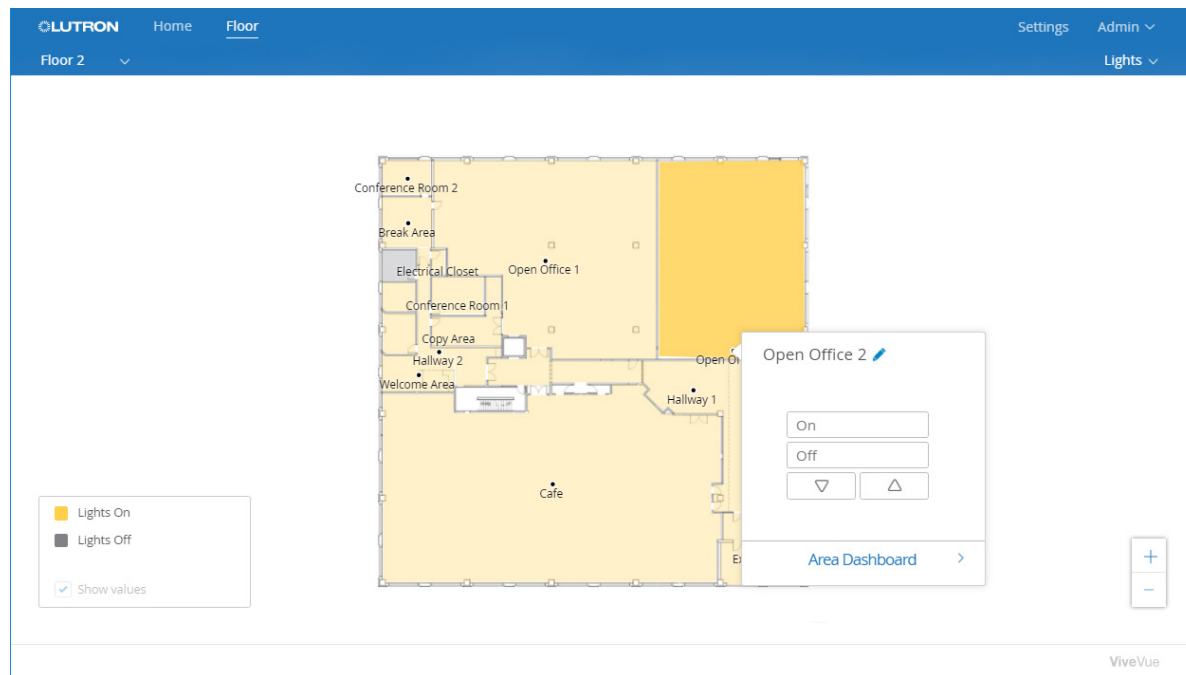 LUTRON Home Floor Settings Admin
Floor 2 Lights
Conference Room 2
Break Area
Electrical Closet
Open Office 1
Conference Room 1
Copy Area
Hallway 2
Welcome Area
Open
Hallway 1
Cafe
Open Office 2
On
Off
Area Dashboard
Lights On
Lights Off
Show values
ViveVue